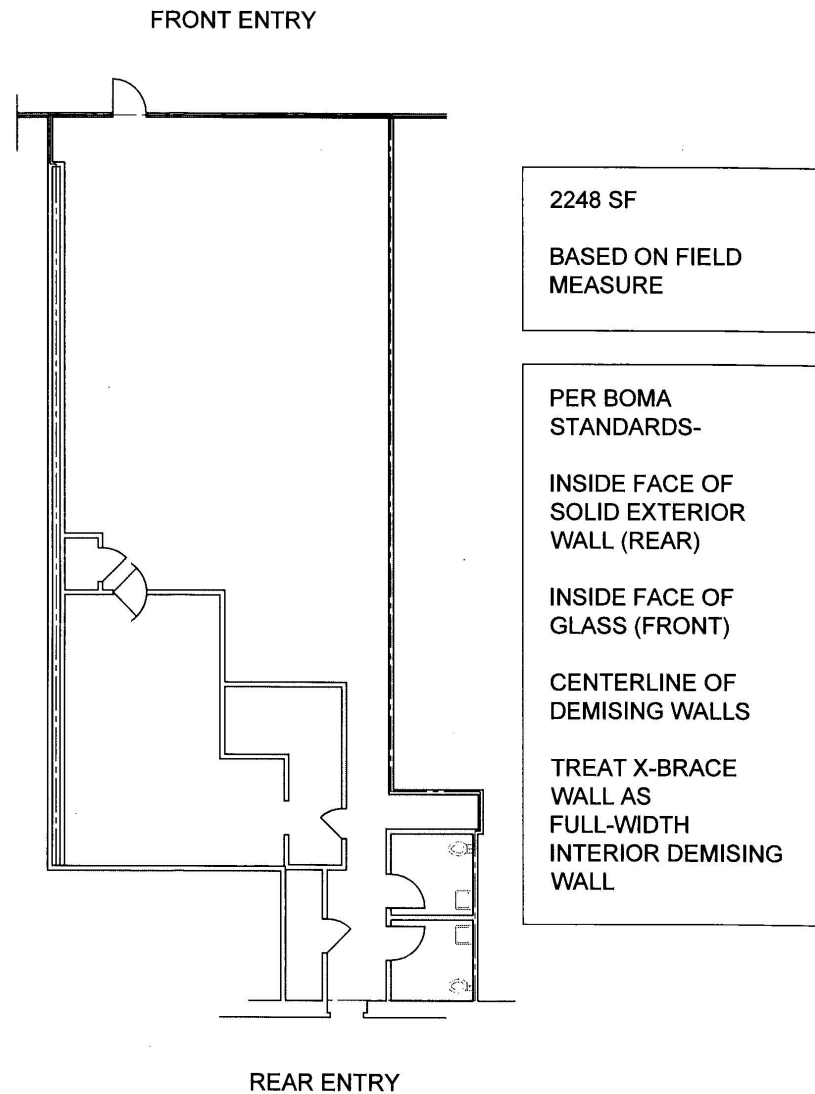 FRONT ENTRY
2248 SF
BASED ON FIELD
MEASURE
PER BOMA
STANDARDS-
INSIDE FACE OF
SOLID EXTERIOR
WALL (REAR)
INSIDE FACE OF
GLASS (FRONT)
CENTERLINE OF
DEMISING WALLS
TREAT X-BRACE
WALL AS
FULL-WIDTH
INTERIOR DEMISING
WALL
REAR ENTRY